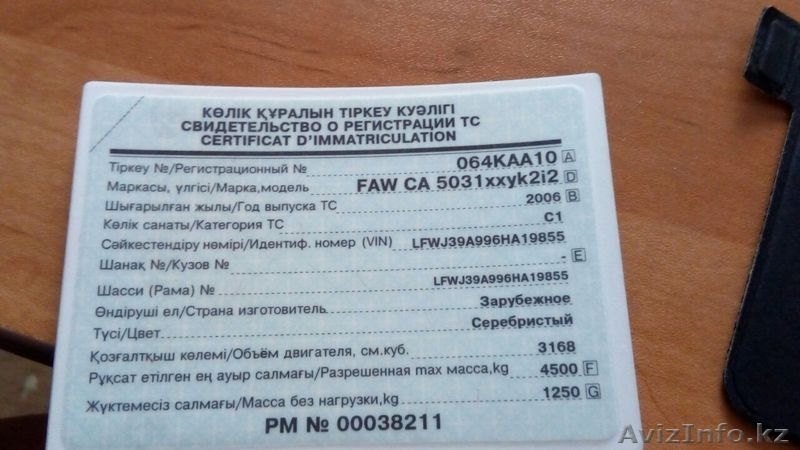 КӨЛІК ҚҰРАЛЫН ТІРКЕУ КУӘЛІГІ
СВИДЕТЕЛЬСТВО О РЕГИСТРАЦИИ ТС
CERTIFICAT D'IMMATRICULATION
Тіркеу №/Регистрационный № 064KAA10 A
Маркасы, үлгісі/Марка,модель FAW CA 5031xxyk2i2 D
Шығарылған жылы/Год выпуска ТС 2006 B
Көлік санаты/Категория ТС C1
Сәйкестендіру нөмірі/Идентиф. номер (VIN) LFWJ39A996HA19855
Шанақ №/Кузов № - E
Шасси (Рама) № LFWJ39A996HA19855
Өндіруші ел/Страна изготовитель Зарубежное
Түсі/Цвет Серебристый
Қозғалтқыш көлемі/Объём двигателя, см.куб. 3168
Рұқсат етілген ең ауыр салмағы/Разрешенная max масса,kg 4500 F
Жүктемесіз салмағы/Масса без нагрузки,kg 1250 G
PM № 00038211
AvizInfo.kz